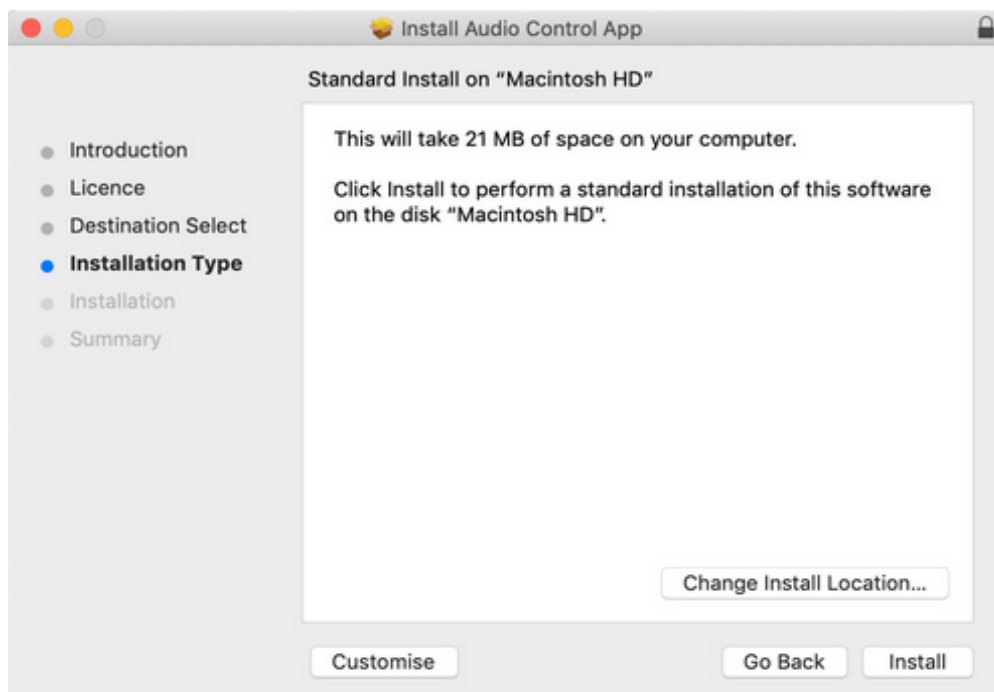 Install Audio Control App
Standard Install on “Macintosh HD”
Introduction
Licence
Destination Select
Installation Type
Installation
Summary
This will take 21 MB of space on your computer.
Click Install to perform a standard installation of this software
on the disk “Macintosh HD”.
Change Install Location...
Customise
Go Back
Install